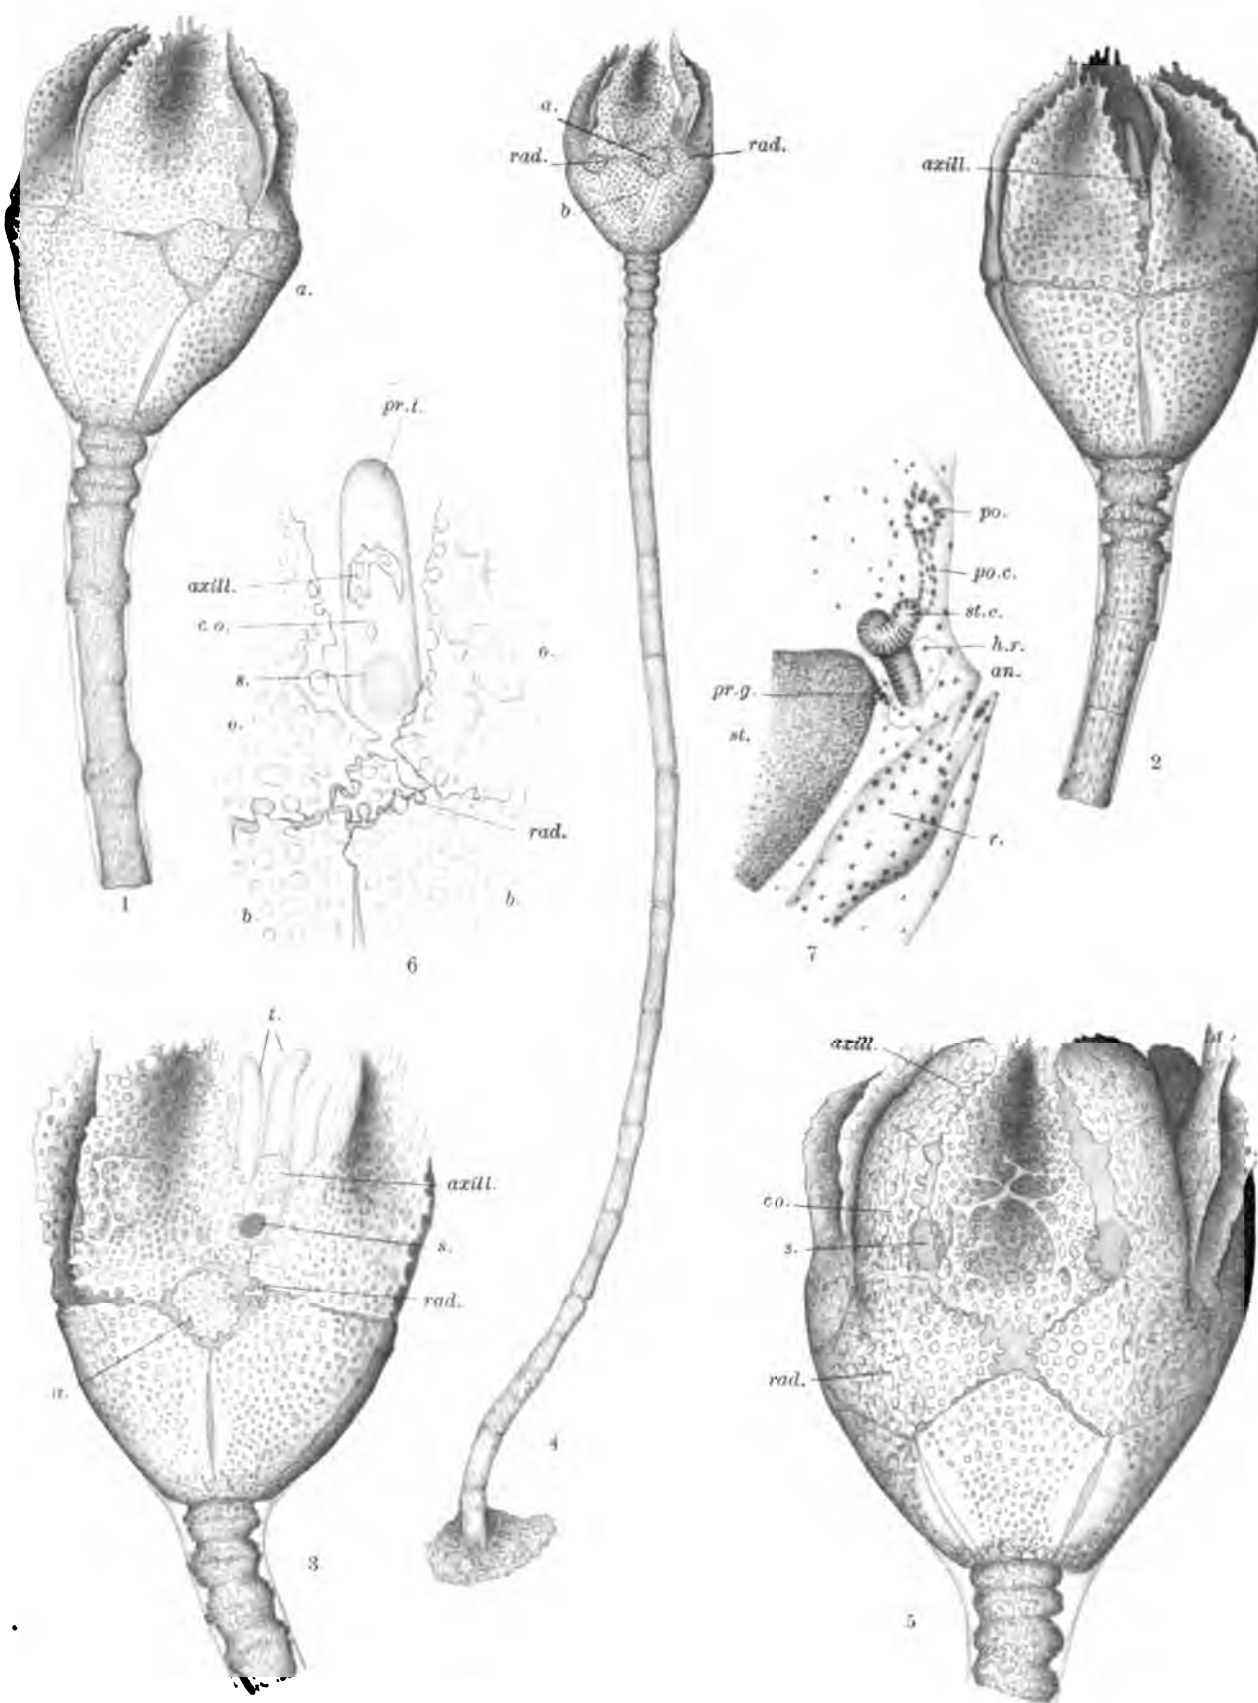 a.
1
a.
rad.
rad.
b.
4
axill.
2
pr.t.
axill.
c.o.
s.
o.
o.
rad.
b.
b.
6
po.
po.c.
st.c.
h.r.
an.
pr.g.
st.
r.
7
t.
axill.
s.
rad.
3
axill.
co.
s.
rad.
5